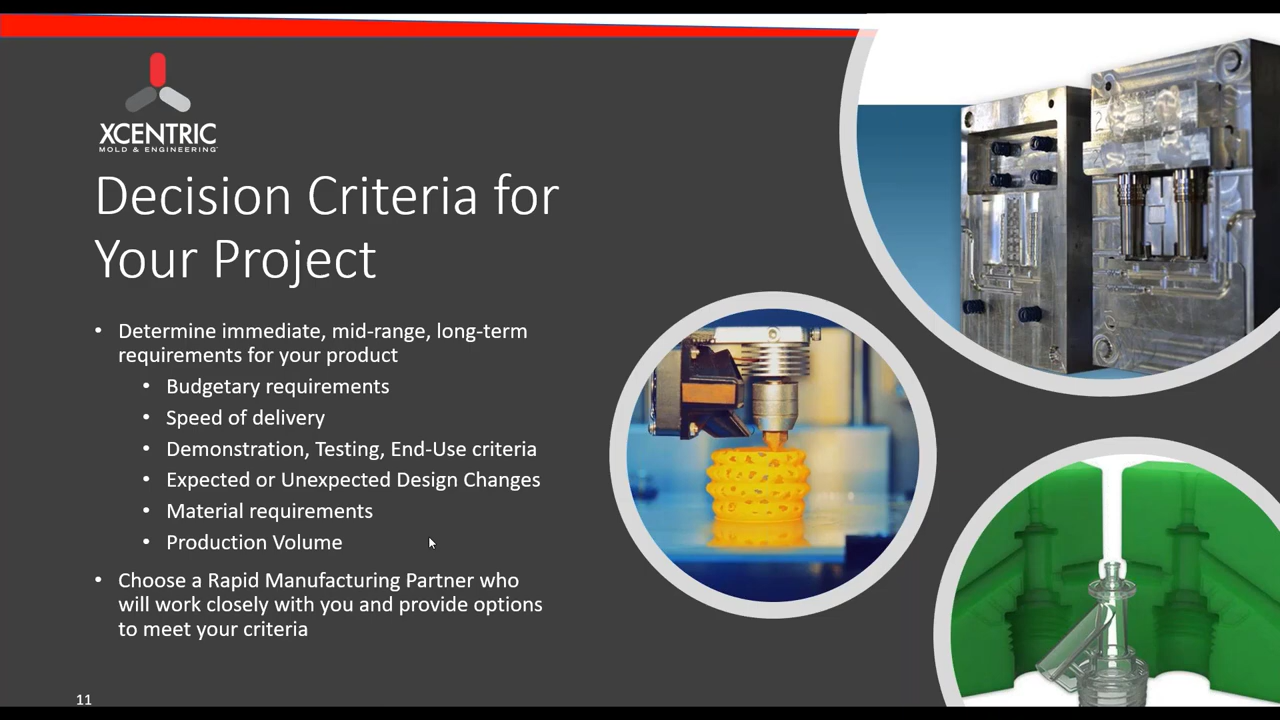 XCENTRIC
MOLD & ENGINEERING
Decision Criteria for
Your Project
• Determine immediate, mid-range, long-term
requirements for your product
• Budgetary requirements
• Speed of delivery
• Demonstration, Testing, End-Use criteria
• Expected or Unexpected Design Changes
• Material requirements
• Production Volume
• Choose a Rapid Manufacturing Partner who
will work closely with you and provide options
to meet your criteria
11